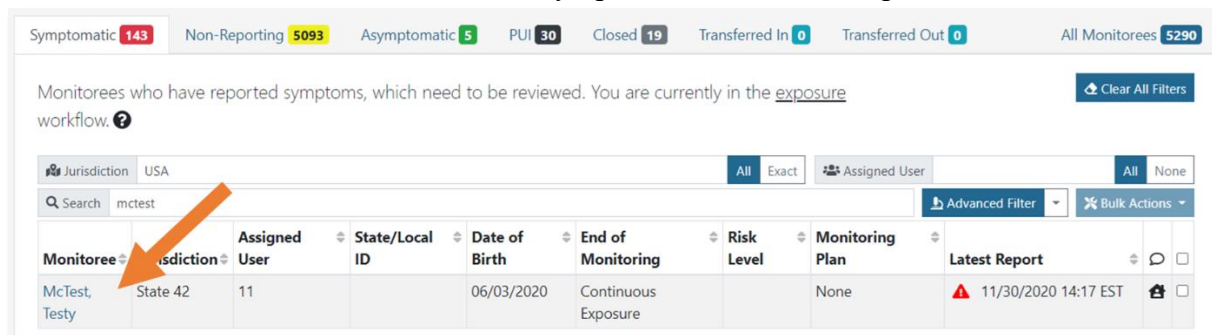 Symptomatic 143 Non-Reporting 5093 Asymptomatic 5 PUI 30 Closed 19 Transferred In 0 Transferred Out 0 All Monitorees 5290
Monitorees who have reported symptoms, which need to be reviewed. You are currently in the exposure
workflow.
Clear All Filters
Jurisdiction USA All Exact Assigned User All None
Search mctest Advanced Filter Bulk Actions
Monitoree Assigned User State/Local ID Date of Birth End of Monitoring Risk Level Monitoring Plan Latest Report
McTest, Testy State 42 11 06/03/2020 Continuous Exposure None 11/30/2020 14:17 EST